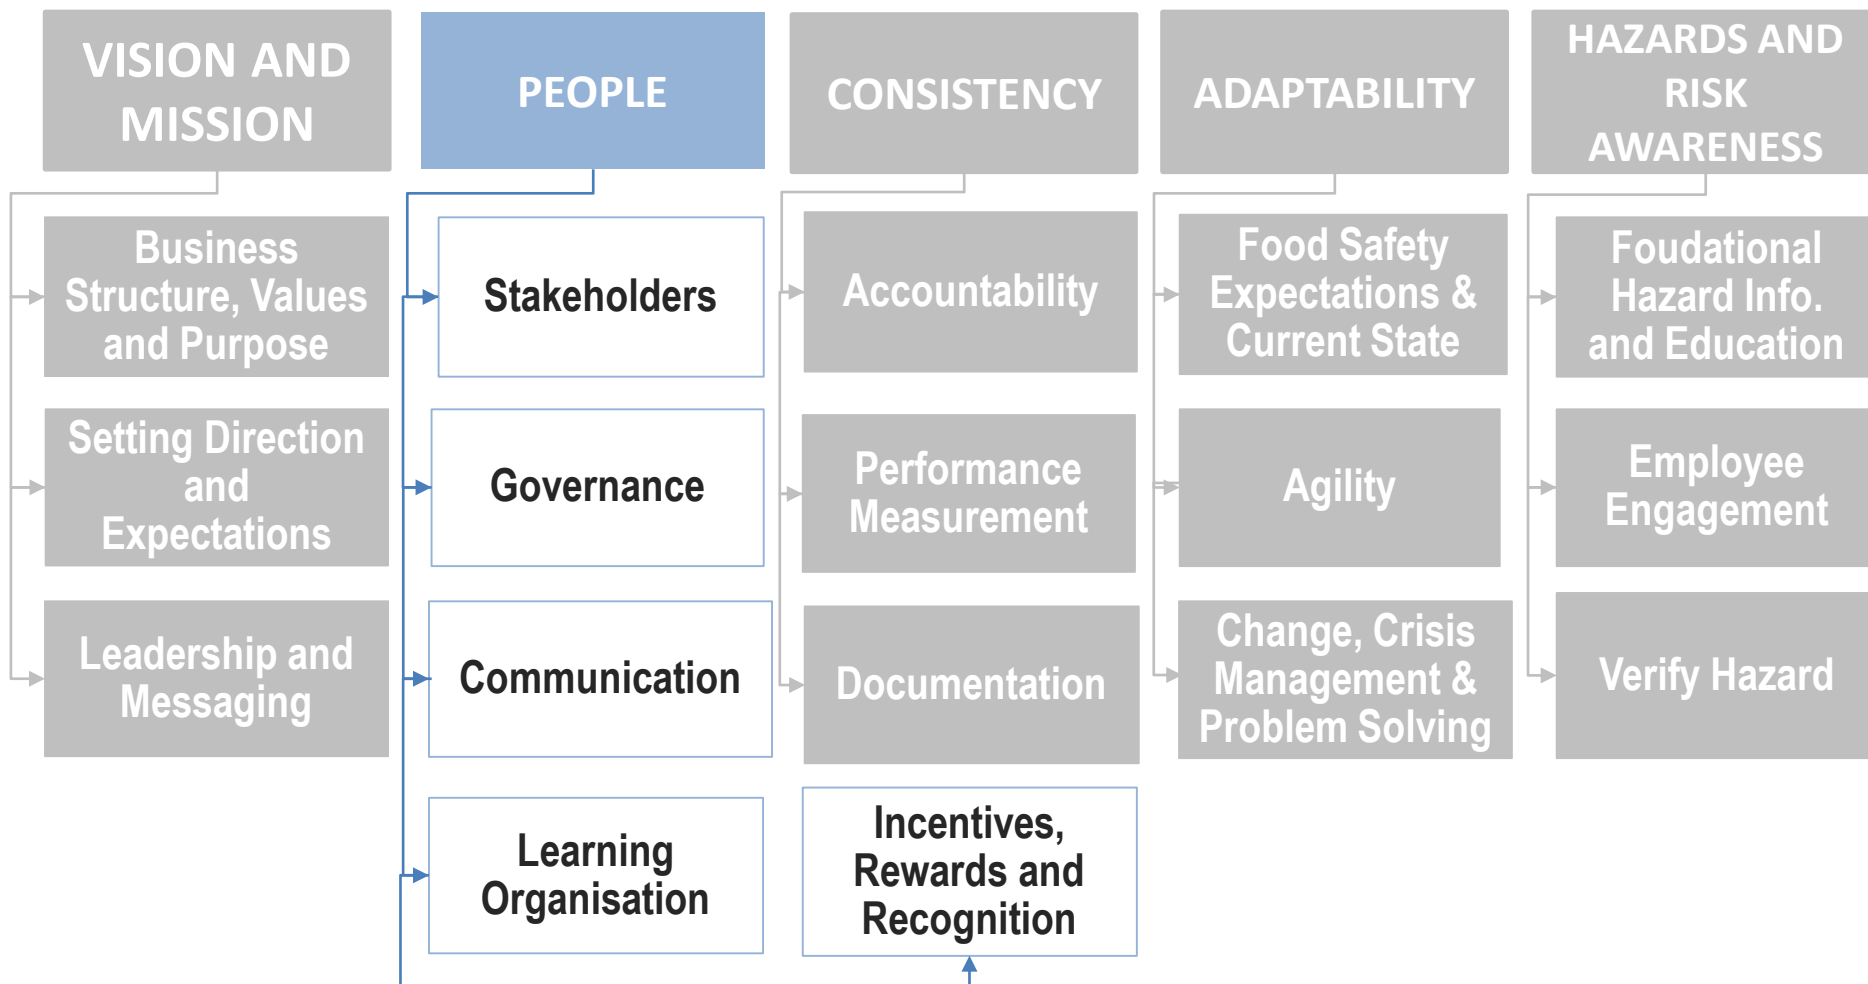 VISION AND
MISSION
PEOPLE
CONSISTENCY
ADAPTABILITY
HAZARDS AND
RISK
AWARENESS
Business
Structure, Values
and Purpose
Setting Direction
and
Expectations
Leadership and
Messaging
Stakeholders
Governance
Communication
Learning
Organisation
Accountability
Performance
Measurement
Documentation
Incentives,
Rewards and
Recognition
Food Safety
Expectations &
Current State
Agility
Change, Crisis
Management &
Problem Solving
Foudational
Hazard Info.
and Education
Employee
Engagement
Verify Hazard